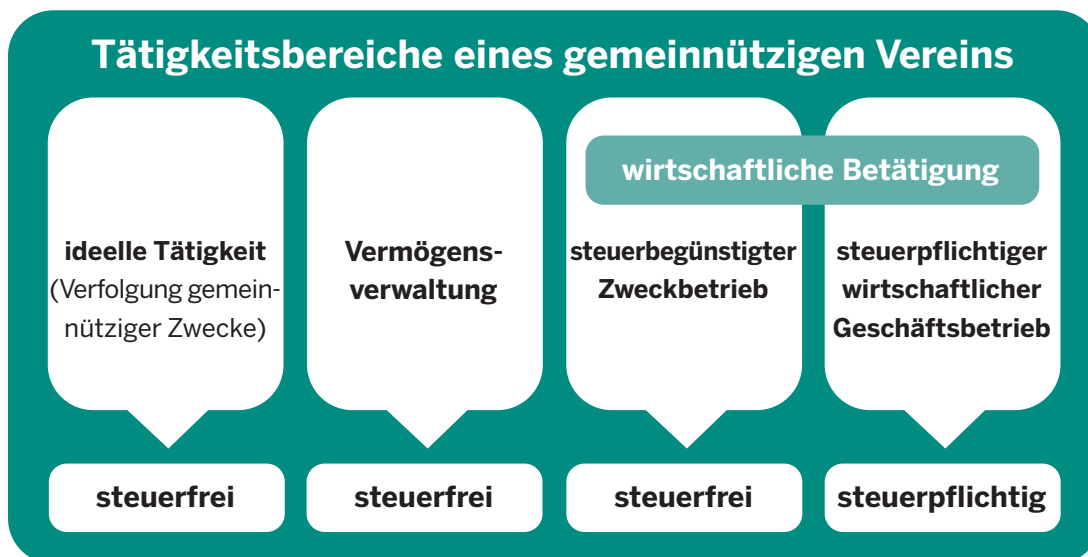 Tätigkeitsbereiche eines gemeinnützigen Vereins
wirtschaftliche Betätigung
ideelle Tätigkeit
(Verfolgung gemein-
nütziger Zwecke)
Vermögens-
verwaltung
steuerbegünstigter
Zweckbetrieb
steuerpflichtiger
wirtschaftlicher
Geschäftsbetrieb
steuerfrei
steuerfrei
steuerfrei
steuerpflichtig